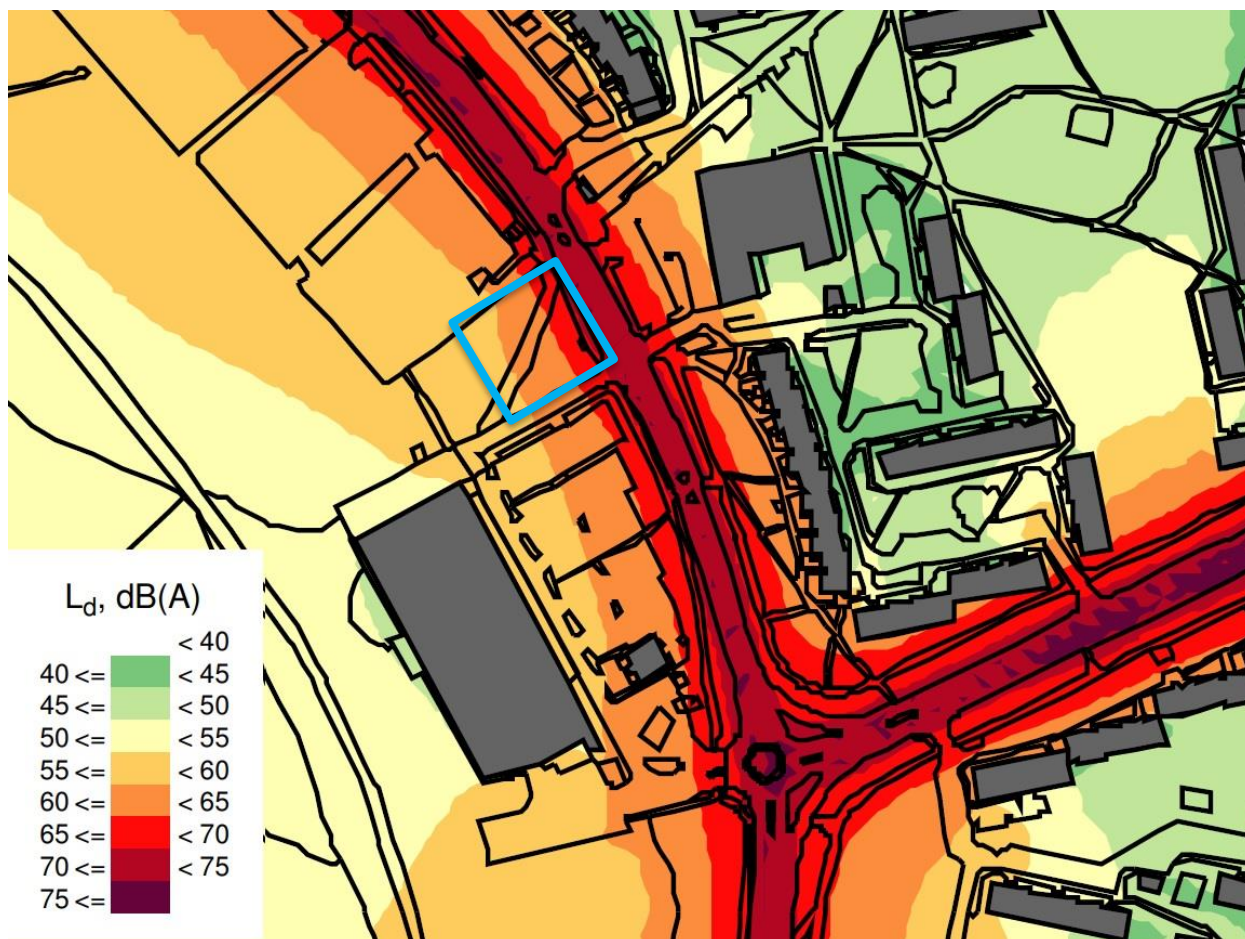 L_d, dB(A)
< 40
40 <= < 45
45 <= < 50
50 <= < 55
55 <= < 60
60 <= < 65
65 <= < 70
70 <= < 75
75 <=